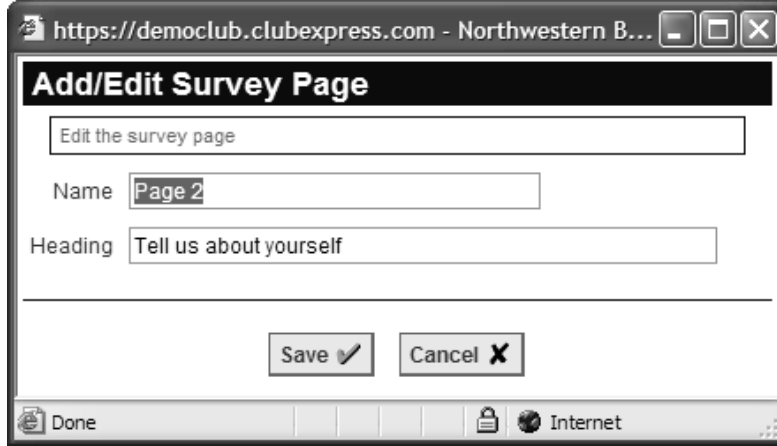 https://democlub.clubexpress.com - Northwestern B...
Add/Edit Survey Page
Edit the survey page
Name Page 2
Heading Tell us about yourself
Save Cancel
Done Internet